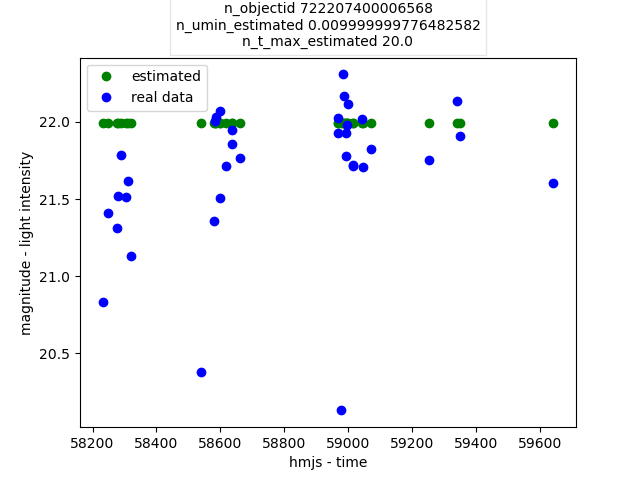 n_objectid 722207400006568
n_umin_estimated 0.009999999776482582
n_t_max_estimated 20.0
estimated
real data
magnitude - light intensity
22.0
21.5
21.0
20.5
58200 58400 58600 58800 59000 59200 59400 59600
hmjs - time